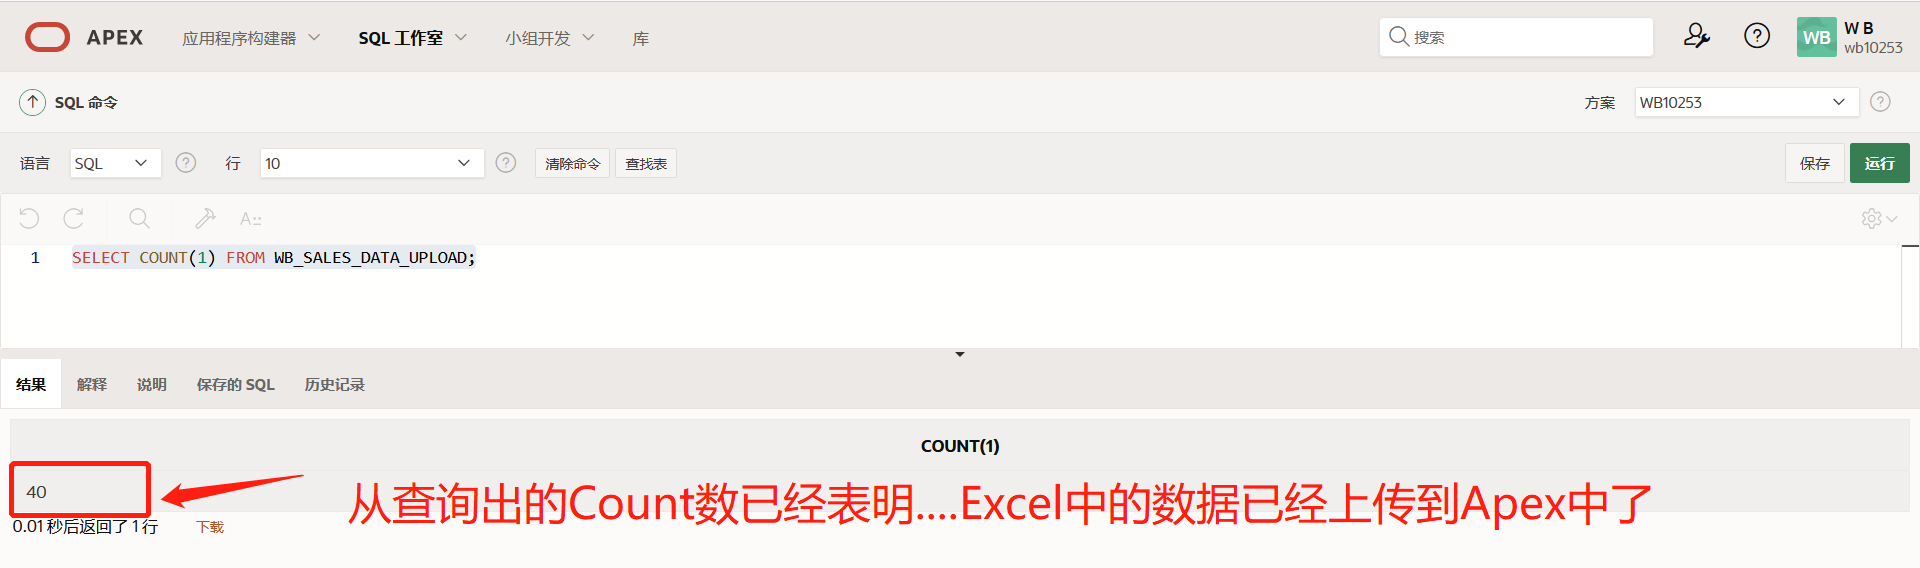 APEX 应用程序构建器 SQL 工作室 小组开发 库 搜索 WB W B
wb10253
SQL 命令 方案 WB10253
语言 SQL 行 10 清除命令 查找表 保存 运行
A::
1 SELECT COUNT(1) FROM WB_SALES_DATA_UPLOAD;
结果 解释 说明 保存的 SQL 历史记录
COUNT(1)
40
从查询出的Count数已经表明....Excel中的数据已经上传到Apex中了
0.01 秒后返回了 1 行 下载